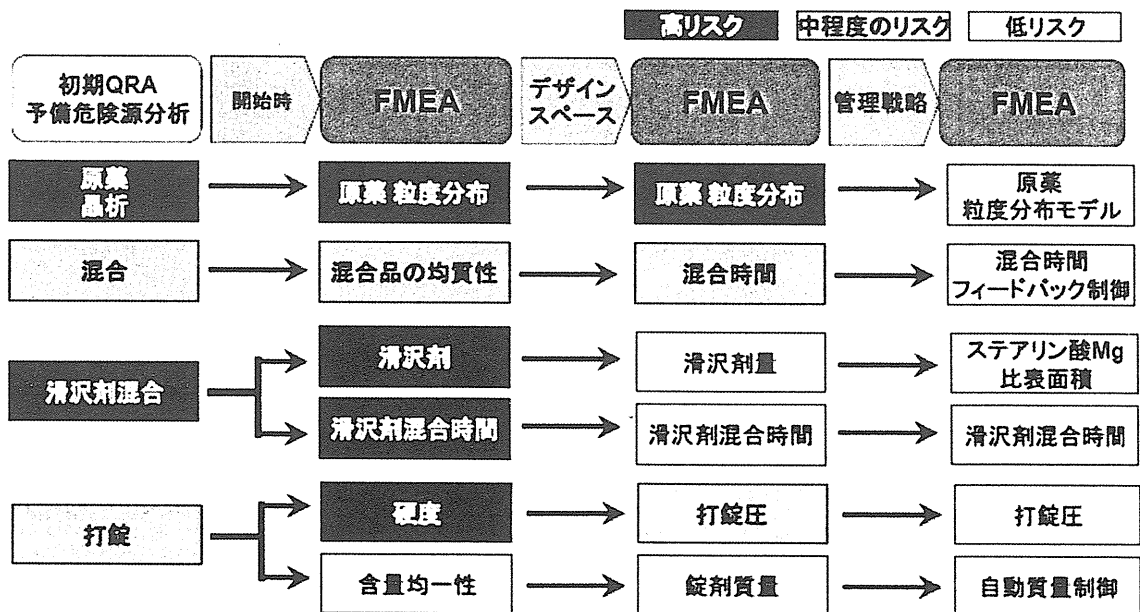 高リスク
中程度のリスク
低リスク
初期QRA
予備危険源分析
開始時
FMEA
デザイン
スペース
FMEA
管理戦略
FMEA
原薬
晶析
原薬 粒度分布
原薬 粒度分布
原薬
粒度分布モデル
混合
混合品の均質性
混合時間
混合時間
フィードバック制御
滑沢剤混合
滑沢剤
滑沢剤量
ステアリン酸Mg
比表面積
滑沢剤混合時間
滑沢剤混合時間
滑沢剤混合時間
打錠
硬度
打錠圧
打錠圧
含量均一性
錠剤質量
自動質量制御